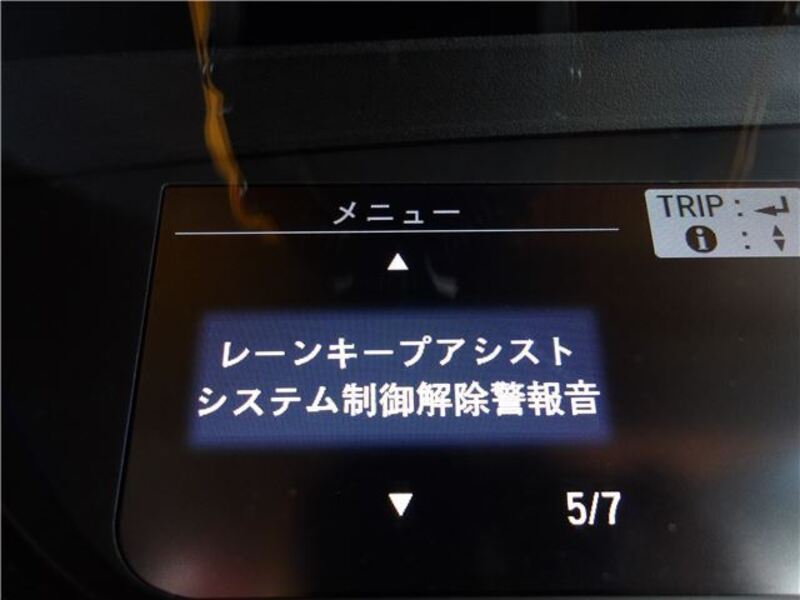 メニュー
TRIP : ↵
i : ▲▼
▲
レーンキープアシスト
システム制御解除警報音
▼
5/7